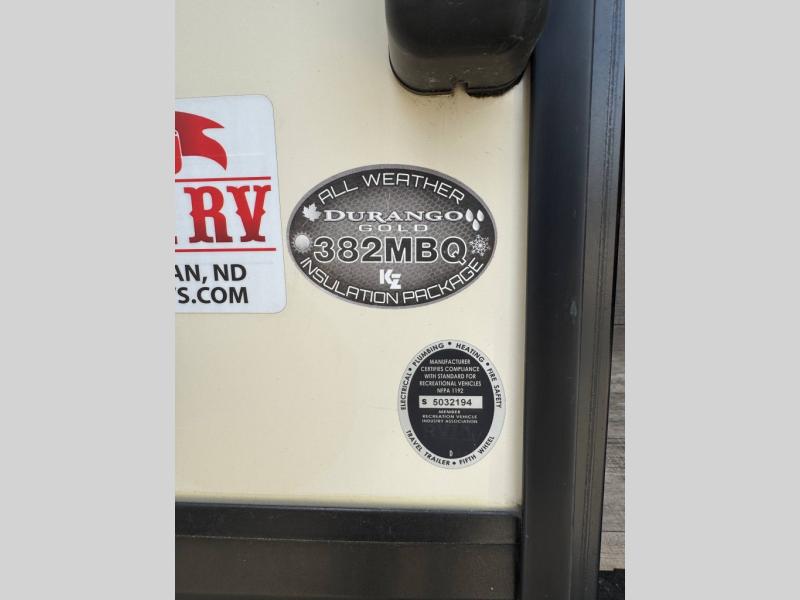 RV
AN, ND
S.COM
ALL WEATHER
DURANGO
GOLD
382MBQ
KZ
INSULATION PACKAGE
ELECTRICAL • PLUMBING • HEATING • FIRE SAFETY
MANUFACTURER
CERTIFIES COMPLIANCE
WITH STANDARD FOR
RECREATIONAL VEHICLES
NFPA 1192
S 5032194
MEMBER
RECREATION VEHICLE
INDUSTRY ASSOCIATION
D
TRAVEL TRAILER • FIFTH WHEEL